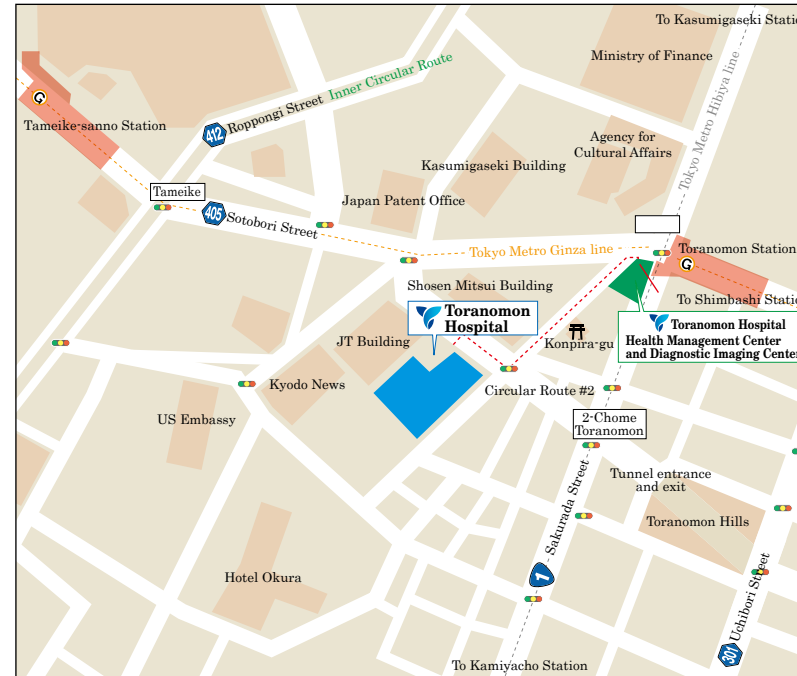 To Kasumigaseki Statio
Ministry of Finance
Tokyo Metro Hibiya line
Inner Circular Route
Roppongi Street
412
G
Tameike-sanno Station
Agency for
Cultural Affairs
Kasumigaseki Building
Tameike
405
Sotobori Street
Japan Patent Office
Tokyo Metro Ginza line
Toranomon Station
G
Shosen Mitsui Building
To Shimbashi Statio
Toranomon
Hospital
Toranomon Hospital
Health Management Center
and Diagnostic Imaging Center
JT Building
Konpira-gu
Kyodo News
Circular Route #2
US Embassy
2-Chome
Toranomon
Tunnel entrance
and exit
Sakurada Street
Toranomon Hills
Hotel Okura
1
Uchibori Street
301
To Kamiyacho Station